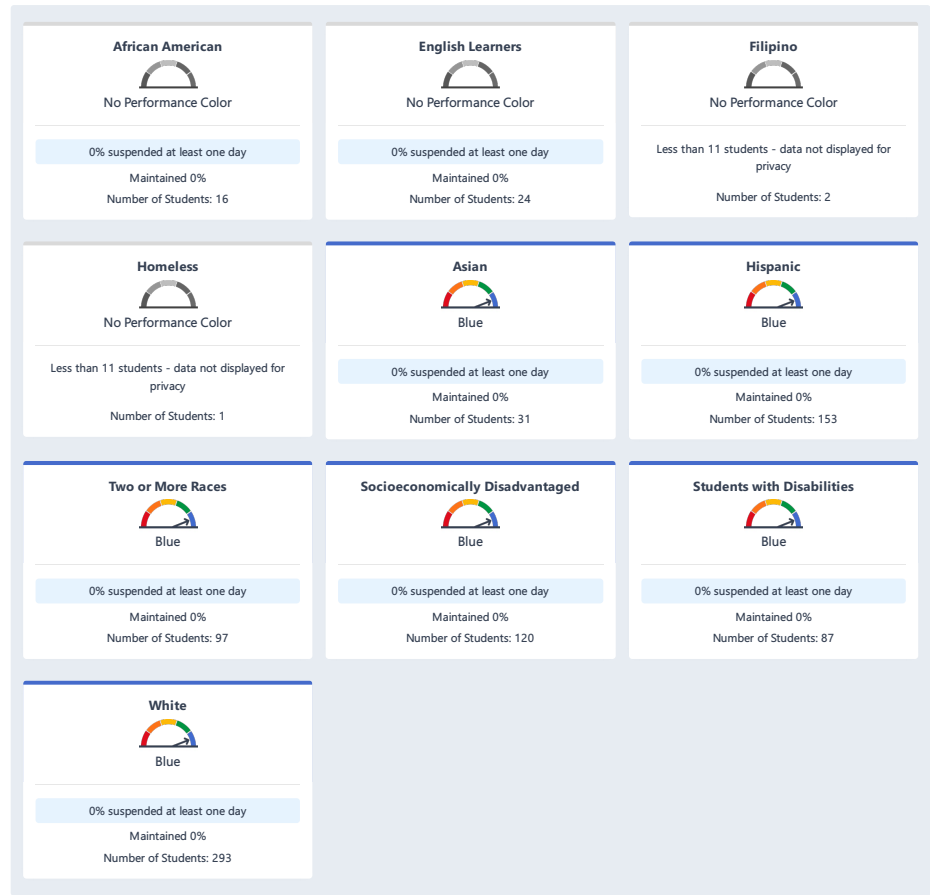 African American
No Performance Color
0% suspended at least one day
Maintained 0%
Number of Students: 16
English Learners
No Performance Color
0% suspended at least one day
Maintained 0%
Number of Students: 24
Filipino
No Performance Color
Less than 11 students - data not displayed for
privacy
Number of Students: 2
Homeless
No Performance Color
Less than 11 students - data not displayed for
privacy
Number of Students: 1
Asian
Blue
0% suspended at least one day
Maintained 0%
Number of Students: 31
Hispanic
Blue
0% suspended at least one day
Maintained 0%
Number of Students: 153
Two or More Races
Blue
0% suspended at least one day
Maintained 0%
Number of Students: 97
Socioeconomically Disadvantaged
Blue
0% suspended at least one day
Maintained 0%
Number of Students: 120
Students with Disabilities
Blue
0% suspended at least one day
Maintained 0%
Number of Students: 87
White
Blue
0% suspended at least one day
Maintained 0%
Number of Students: 293